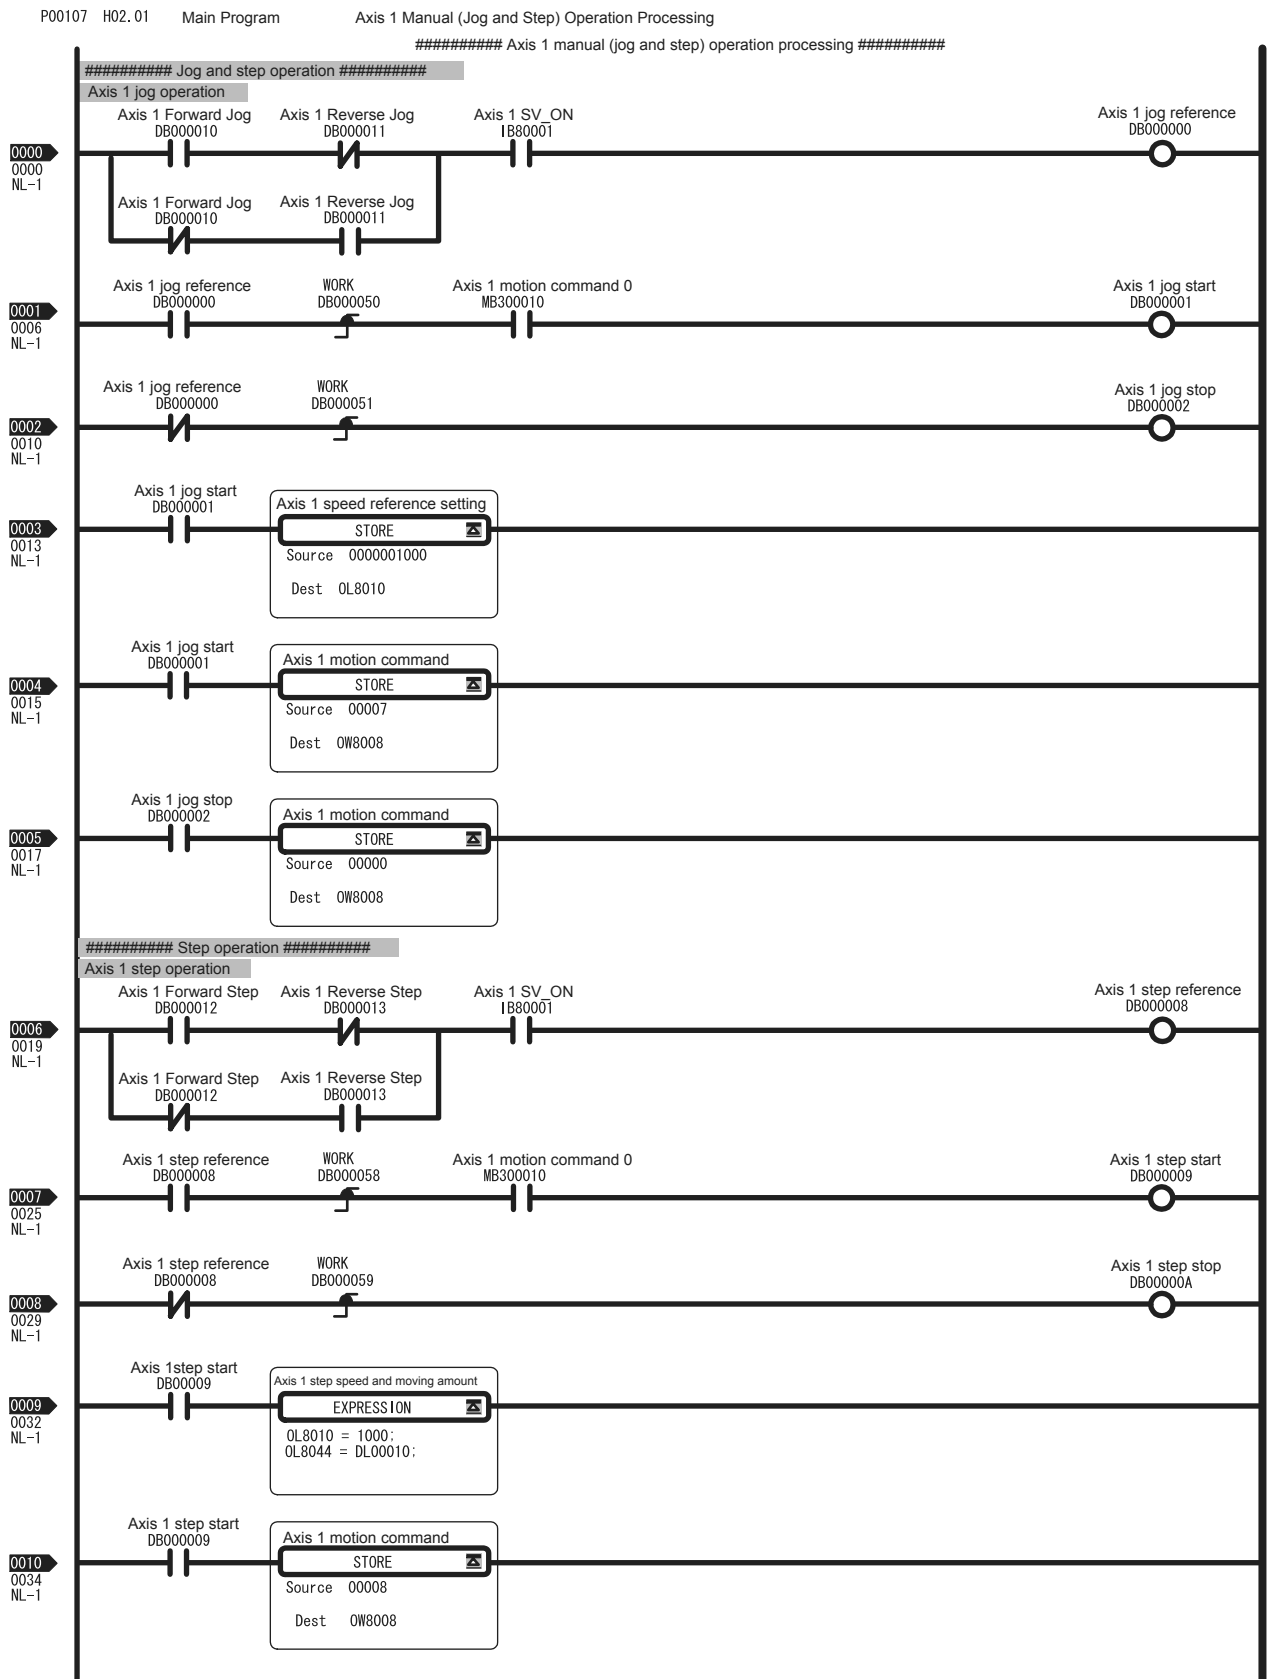 P00107 H02.01 Main Program Axis 1 Manual (Jog and Step) Operation Processing
########## Axis 1 manual (jog and step) operation processing ##########
########## Jog and step operation ##########
Axis 1 jog operation
Axis 1 Forward Jog Axis 1 Reverse Jog Axis 1 SV_ON Axis 1 jog reference
DB000010 DB000011 IB80001 DB000000
0000
0000
NL-1
Axis 1 Forward Jog Axis 1 Reverse Jog
DB000010 DB000011
Axis 1 jog reference WORK Axis 1 motion command 0 Axis 1 jog start
DB000000 DB000050 MB300010 DB000001
0001
0006
NL-1
Axis 1 jog reference WORK Axis 1 jog stop
DB000000 DB000051 DB000002
0002
0010
NL-1
Axis 1 jog start
DB000001
Axis 1 speed reference setting
0003
0013
NL-1
STORE
Source 0000001000
Dest OL8010
Axis 1 jog start
DB000001
Axis 1 motion command
0004
0015
NL-1
STORE
Source 00007
Dest OW8008
Axis 1 jog stop
DB000002
Axis 1 motion command
0005
0017
NL-1
STORE
Source 00000
Dest OW8008
########## Step operation ##########
Axis 1 step operation
Axis 1 Forward Step Axis 1 Reverse Step Axis 1 SV_ON Axis 1 step reference
DB000012 DB000013 IB80001 DB000008
0006
0019
NL-1
Axis 1 Forward Step Axis 1 Reverse Step
DB000012 DB000013
Axis 1 step reference WORK Axis 1 motion command 0 Axis 1 step start
DB000008 DB000058 MB300010 DB000009
0007
0025
NL-1
Axis 1 step reference WORK Axis 1 step stop
DB000008 DB000059 DB00000A
0008
0029
NL-1
Axis 1step start
DB00009
Axis 1 step speed and moving amount
0009
0032
NL-1
EXPRESSION
OL8010 = 1000;
OL8044 = DL00010;
Axis 1 step start
DB000009
Axis 1 motion command
0010
0034
NL-1
STORE
Source 00008
Dest OW8008